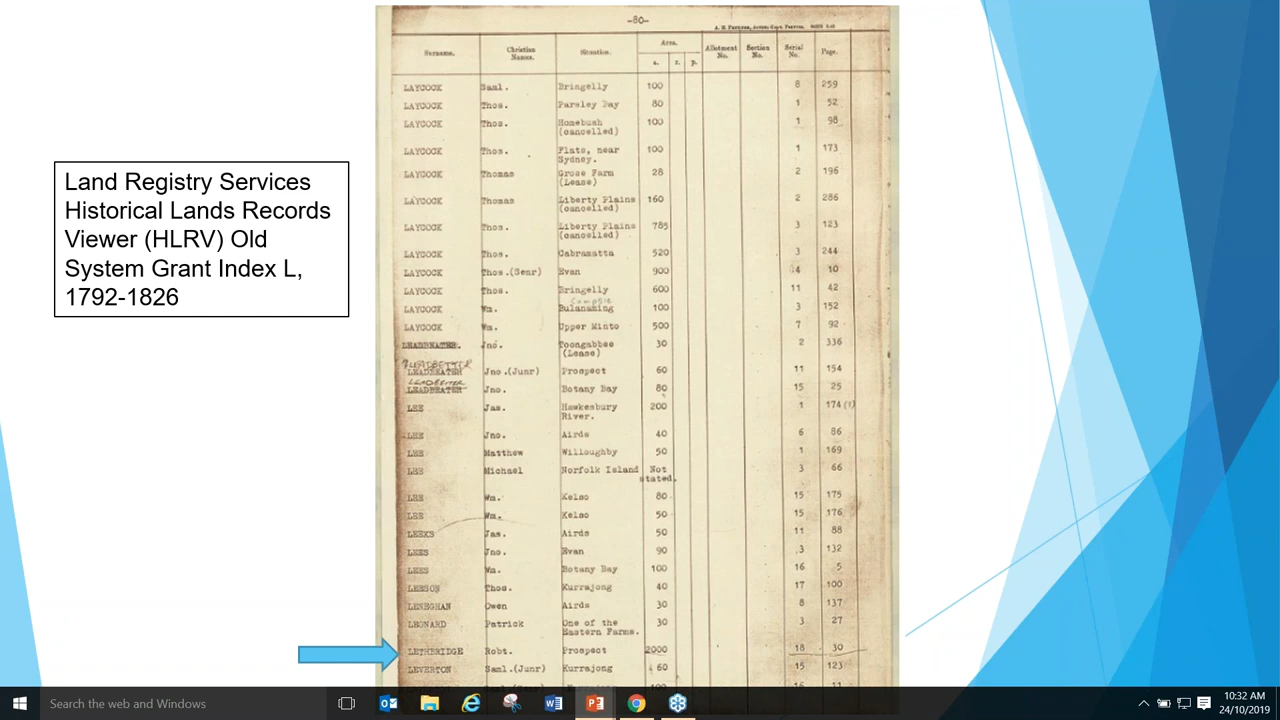 -80-
Surname. Christian Names. Situation. Area. a. r. p. Allotment No. Section No. Serial No. Page.
LAYCOCK Saml. Bringelly 100 8 259
LAYCOCK Thos. Parsley Bay 80 1 52
LAYCOCK Thos. Homebush (cancelled) 100 1 98
LAYCOCK Thos. Flats, near Sydney. 100 1 173
LAYCOCK Thomas Grose Farm (Lease) 28 2 196
LAYCOCK Thomas Liberty Plains (cancelled) 160 2 286
LAYCOCK Thos. Liberty Plains (cancelled) 785 3 123
LAYCOCK Thos. Cabramatta 520 3 244
LAYCOCK Thos.(Senr) Evan 900 14 10
LAYCOCK Thos. Bringelly 600 11 42
LAYCOCK Wm. Bulanaming 100 3 152
LAYCOCK Wm. Upper Minto 500 7 92
LEADBEATER. Jno. Toongabbee (Lease) 30 2 336
LEADBETTER
LEADBEATER Jno.(Junr) Prospect 60 11 154
LEADBETTER
LEADBEATER Jno. Botany Bay 80 15 25
LEE Jas. Hawkesbury River. 200 1 174
LEE Jno. Airds 40 6 86
LEE Matthew Willoughby 50 1 169
LEE Michael Norfolk Island Not stated. 3 66
LEE Wm. Kelso 80 15 175
LEE Wm. Kelso 50 15 176
LEEKS Jas. Airds 50 11 88
LEES Jno. Evan 90 3 132
LEES Wm. Botany Bay 100 16 5
LEESON Thos. Kurrajong 40 17 100
LENEGHAN Owen Airds 30 8 137
LEONARD Patrick One of the Eastern Farms. 30 3 27
LETHBRIDGE Robt. Prospect 2000 18 30
LEVERTON Saml.(Junr) Kurrajong 60 15 123
Land Registry Services
Historical Lands Records
Viewer (HLRV) Old
System Grant Index L,
1792-1826
Search the web and Windows
10:32 AM
24/10/2019